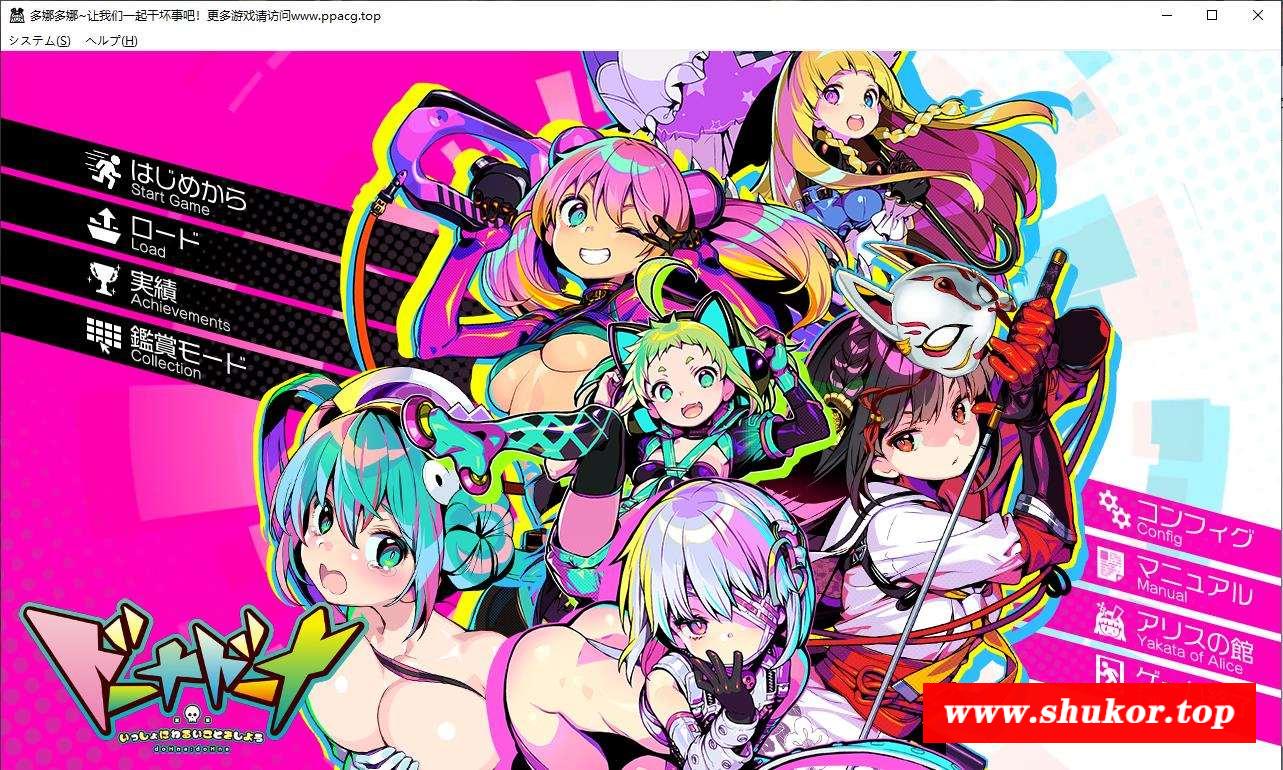 多娜多娜~让我们一起干坏事吧！更多游戏请访问www.ppacg.top
システム(S) ヘルプ(H)
はじめから
Start Game
ロード
Load
実績
Achievements
鑑賞モード
Collection
コンフィグ
Config
マニュアル
Manual
アリスの館
Yakata of Alice
ドーナドーナ
いっしょにわるいことをしよう
www.shukor.top